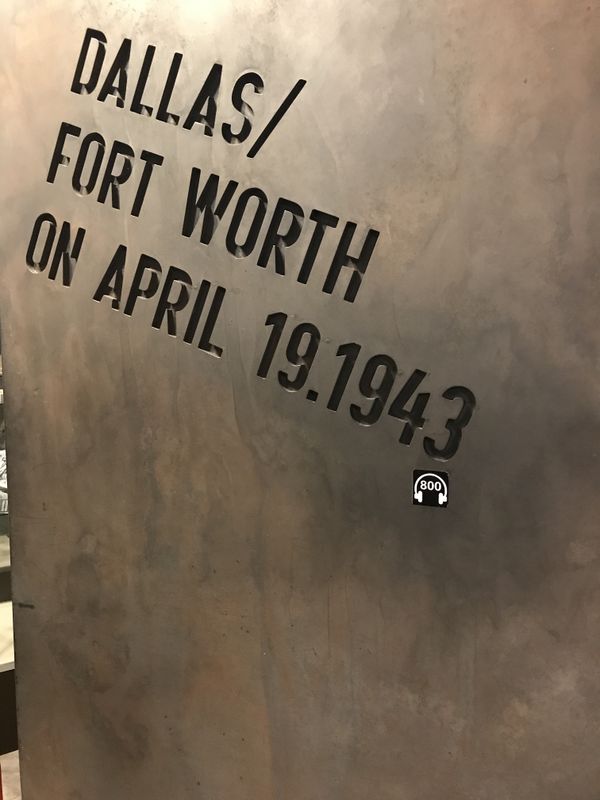 DALLAS/
FORT WORTH
ON APRIL 19.1943
800